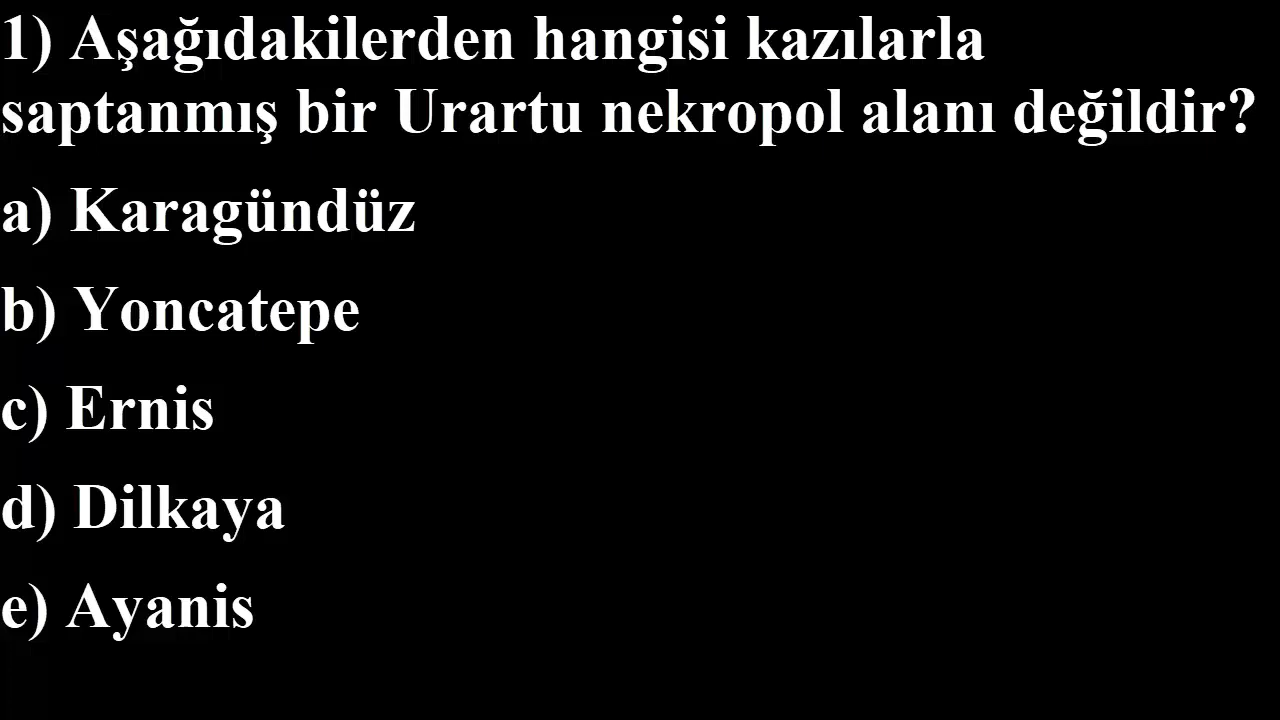 1) Aşağıdakilerden hangisi kazılarla
saptanmış bir Urartu nekropol alanı değildir?
a) Karagündüz
b) Yoncatepe
c) Ernis
d) Dilkaya
e) Ayanis